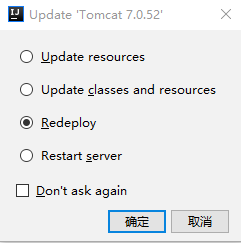 IJ
Update 'Tomcat 7.0.52'
Update resources
Update classes and resources
Redeploy
Restart server
Don't ask again
确定
取消